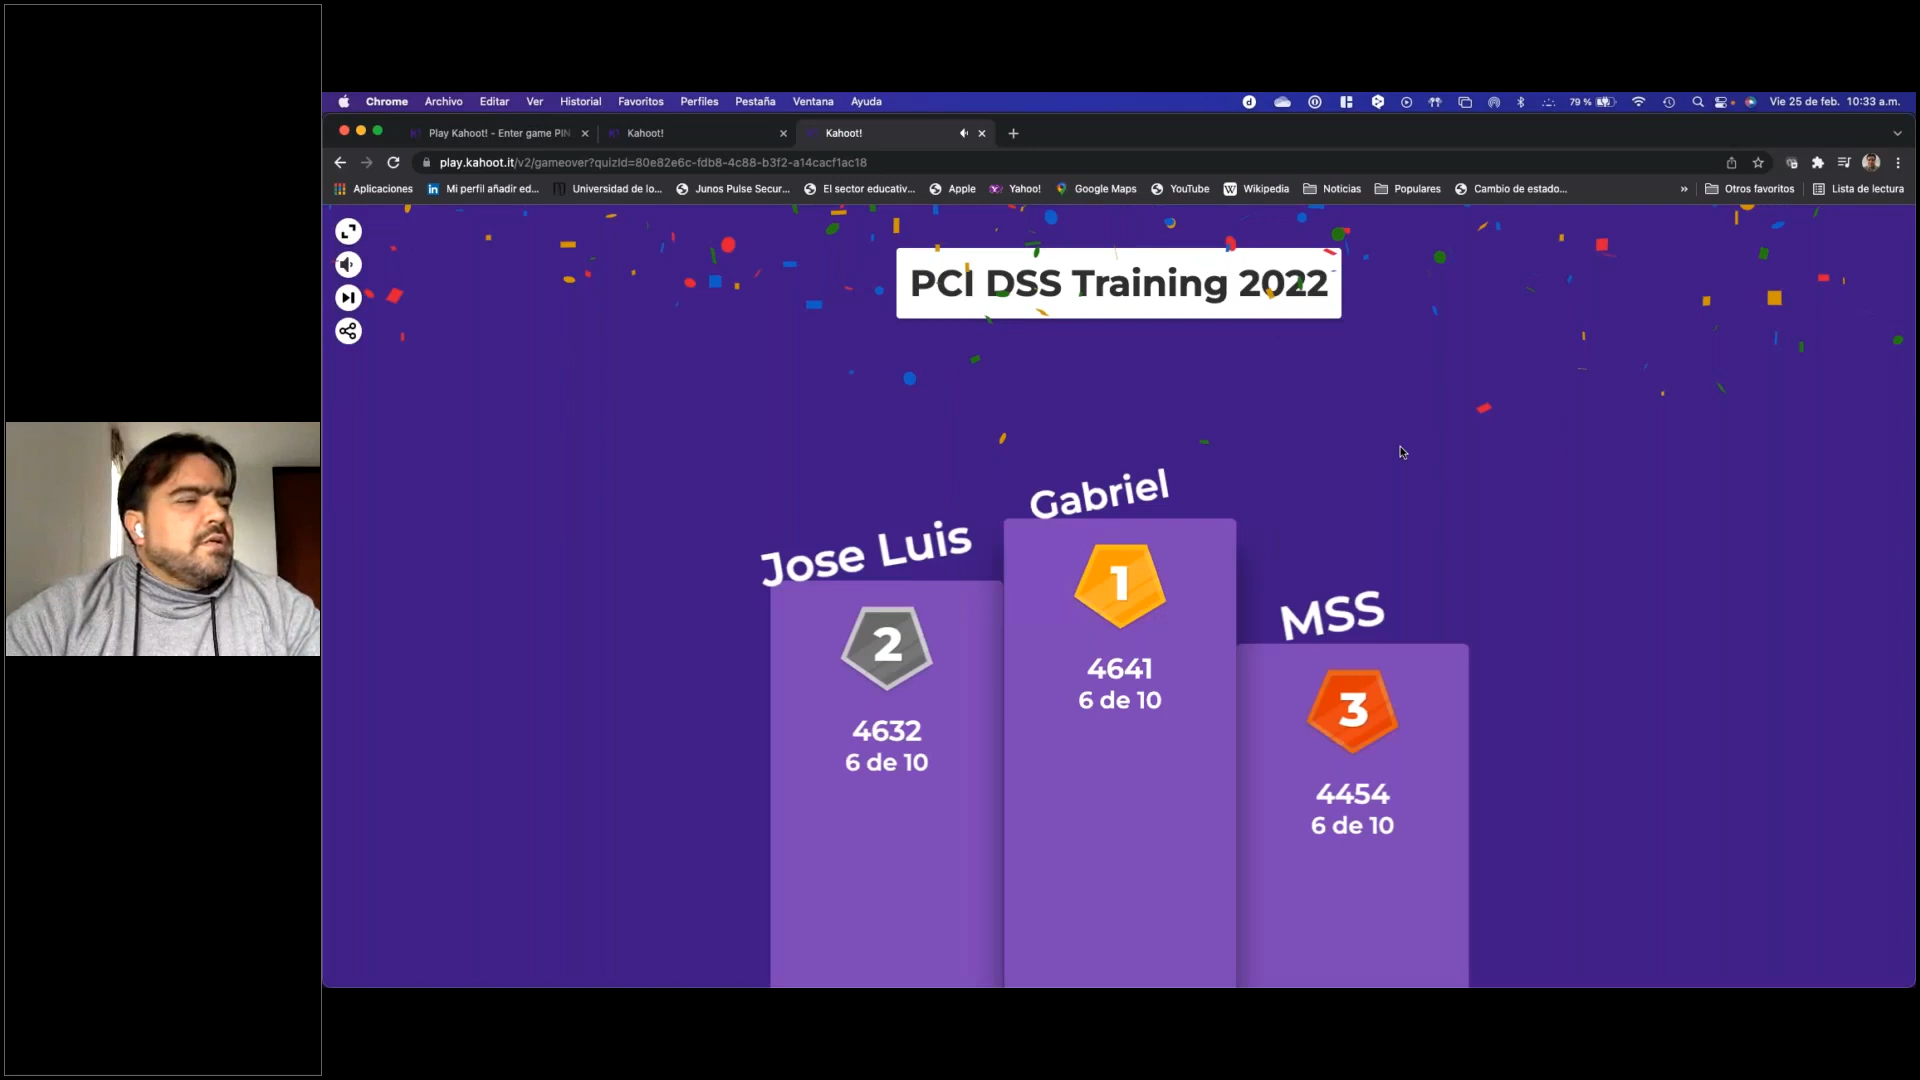 Chrome Archivo Editar Ver Historial Favoritos Perfiles Pestaña Ventana Ayuda 79 % Vie 25 de feb. 10:33 a.m.
Play Kahoot! - Enter game PIN Kahoot! Kahoot!
play.kahoot.it/v2/gameover?quizId=80e82e6c-fdb8-4c88-b3f2-a14cacf1ac18
Aplicaciones Mi perfil añadir ed... Universidad de lo... Junos Pulse Secur... El sector educativ... Apple Yahoo! Google Maps YouTube Wikipedia Noticias Populares Cambio de estado... » Otros favoritos Lista de lectura
PCI DSS Training 2022
Gabriel
Jose Luis
1
MSS
2
4641
3
6 de 10
4632
6 de 10
4454
6 de 10